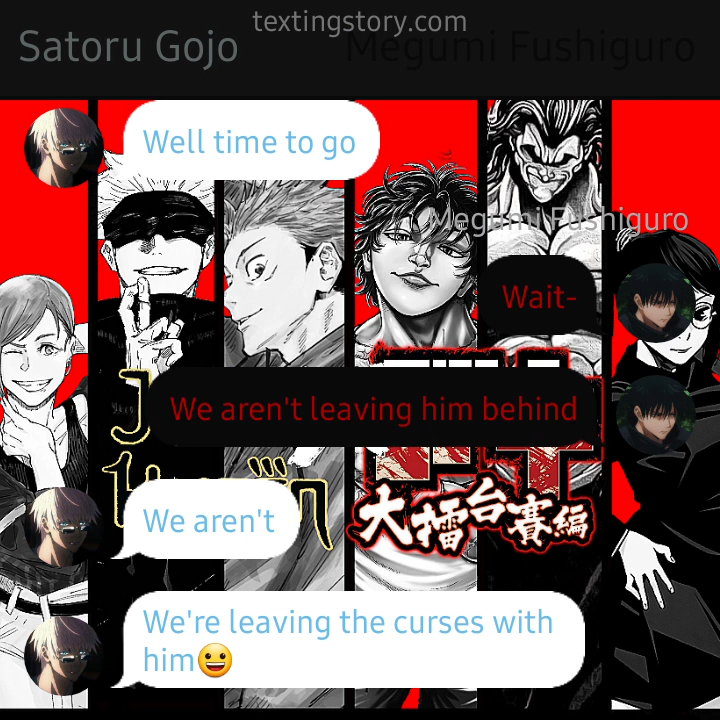 textingstory.com
Satoru Gojo
Megumi Fushiguro
Well time to go
Megumi Fushiguro
Wait-
We aren't leaving him behind
We aren't
大擂台賽編
We're leaving the curses with
him😀